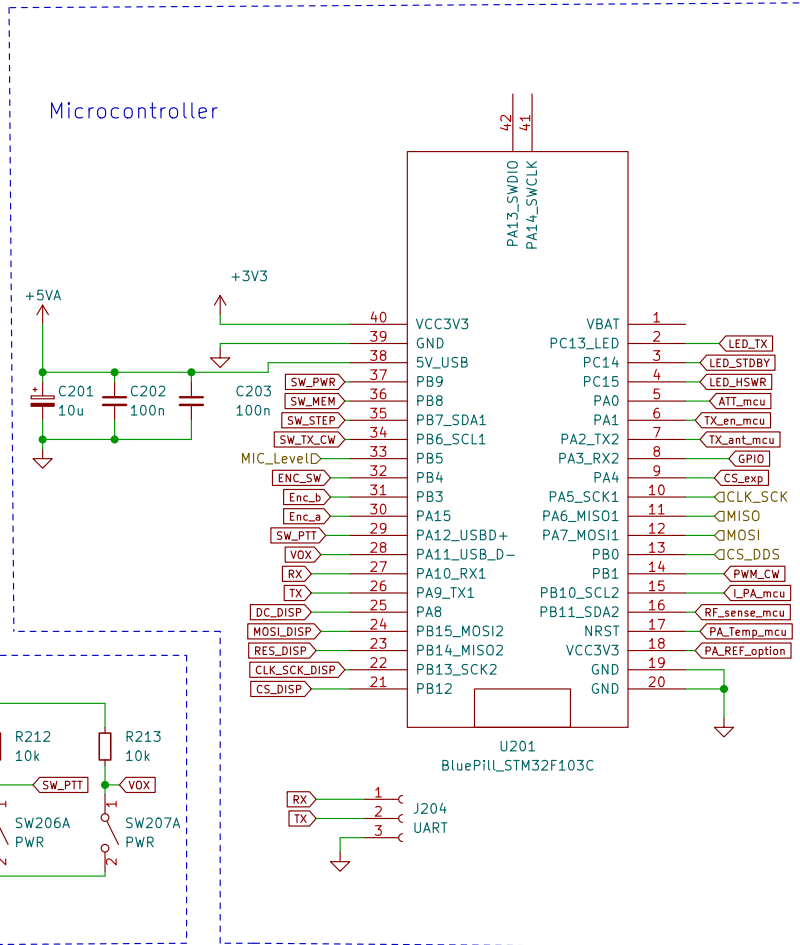 Microcontroller
42
41
PA13_SWDIO
PA14_SWCLK
+5VA
+3V3
+
C201
10u
C202
100n
C203
100n
40 VCC3V3
39 GND
38 5V_USB
SW_PWR 37 PB9
SW_MEM 36 PB8
SW_STEP 35 PB7_SDA1
SW_TX_CW 34 PB6_SCL1
MIC_Level 33 PB5
ENC_SW 32 PB4
Enc_b 31 PB3
Enc_a 30 PA15
SW_PTT 29 PA12_USBD+
VOX 28 PA11_USB_D-
RX 27 PA10_RX1
TX 26 PA9_TX1
DC_DISP 25 PA8
MOSI_DISP 24 PB15_MOSI2
RES_DISP 23 PB14_MISO2
CLK_SCK_DISP 22 PB13_SCK2
CS_DISP 21 PB12
VBAT 1
PC13_LED 2 LED_TX
PC14 3 LED_STDBY
PC15 4 LED_HSWR
PA0 5 ATT_mcu
PA1 6 TX_en_mcu
PA2_TX2 7 TX_ant_mcu
PA3_RX2 8 GPIO
PA4 9 CS_exp
PA5_SCK1 10 CLK_SCK
PA6_MISO1 11 MISO
PA7_MOSI1 12 MOSI
PB0 13 CS_DDS
PB1 14 PWM_CW
PB10_SCL2 15 I_PA_mcu
PB11_SDA2 16 RF_sense_mcu
NRST 17 PA_Temp_mcu
VCC3V3 18 PA_REF_option
GND 19
GND 20
U201
BluePill_STM32F103C
R212
10k
R213
10k
SW_PTT
VOX
1
1
SW206A
PWR
SW207A
PWR
2
2
RX 1
TX 2
3
J204
UART